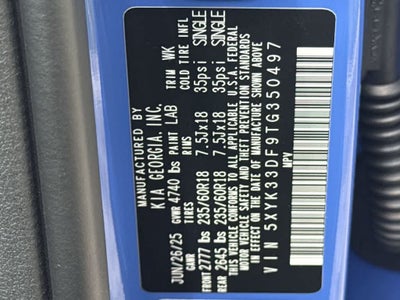 MANUFACTURED BY
KIA GEORGIA, INC.
JUN/26/25 GVWR 4740 lbs PAINT LAB TRIM WK
GAWR TIRES RIMS COLD TIRE INFL
FRONT 2777 lbs 235/60R18 7.5Jx18 35psi SINGLE
REAR 2645 lbs 235/60R18 7.5Jx18 35psi SINGLE
THIS VEHICLE CONFORMS TO ALL APPLICABLE U.S.A. FEDERAL
MOTOR VEHICLE SAFETY AND THEFT PREVENTION STANDARDS
IN EFFECT ON THE DATE OF MANUFACTURE SHOWN ABOVE
VIN 5XYK33DF9TG350497
MPV